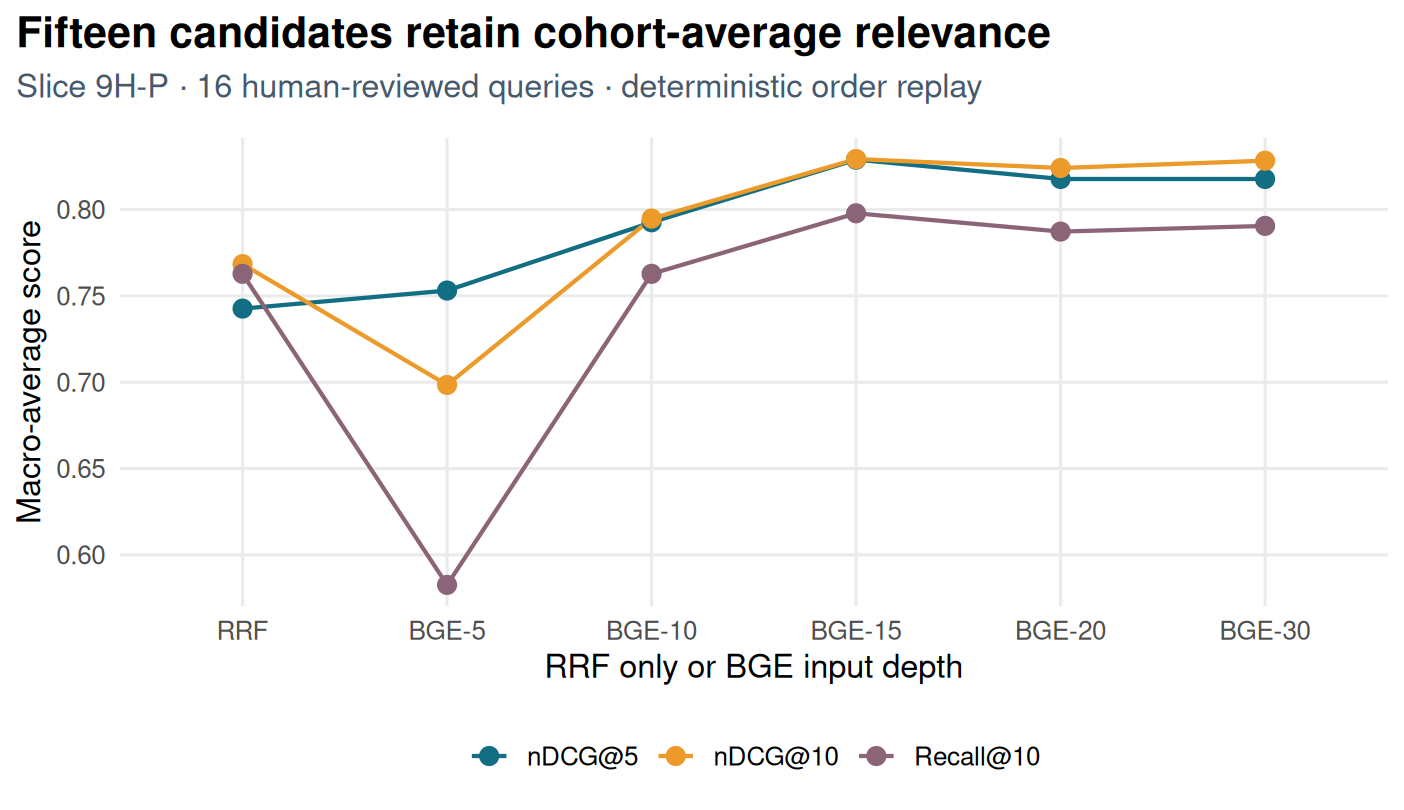 Fifteen candidates retain cohort-average relevance
Slice 9H-P · 16 human-reviewed queries · deterministic order replay
Macro-average score
0.80
0.75
0.70
0.65
0.60
RRF BGE-5 BGE-10 BGE-15 BGE-20 BGE-30
RRF only or BGE input depth
nDCG@5 nDCG@10 Recall@10